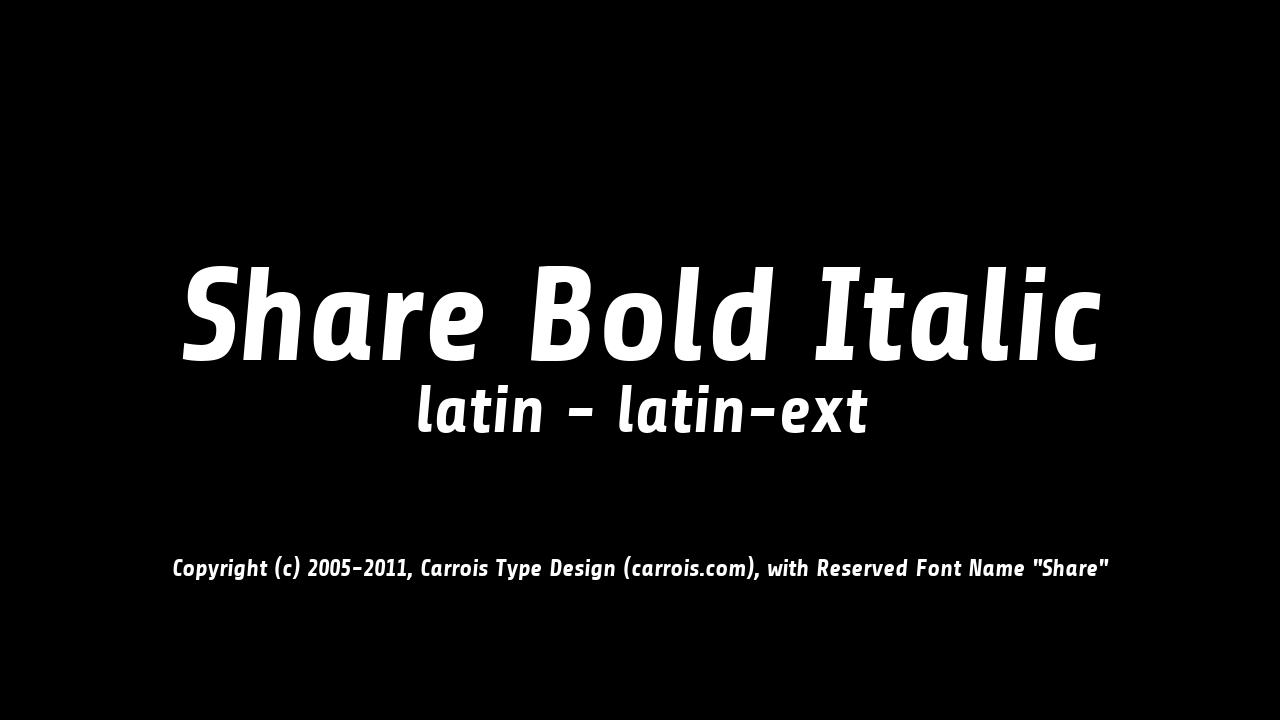 Share Bold Italic
latin - latin-ext
Copyright (c) 2005-2011, Carrois Type Design (carrois.com), with Reserved Font Name "Share"